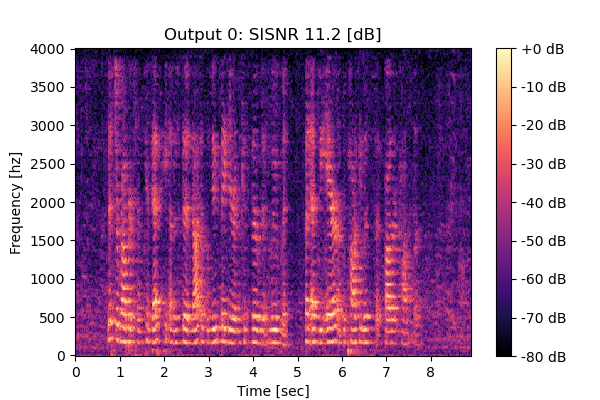 Output 0: SISNR 11.2 [dB]
4000
3500
3000
2500
2000
1500
1000
500
0
Frequency [hz]
0 1 2 3 4 5 6 7 8
Time [sec]
+0 dB
-10 dB
-20 dB
-30 dB
-40 dB
-50 dB
-60 dB
-70 dB
-80 dB